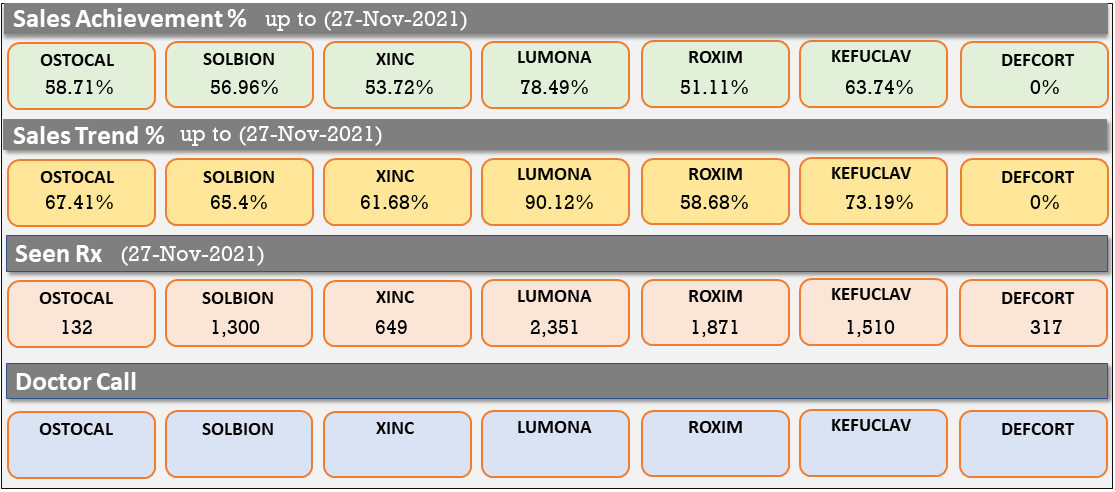 Sales Achievement % up to (27-Nov-2021)
OSTOCAL SOLBION XINC LUMONA ROXIM KEFUCLAV DEFCORT
58.71% 56.96% 53.72% 78.49% 51.11% 63.74% 0%
Sales Trend % up to (27-Nov-2021)
OSTOCAL SOLBION XINC LUMONA ROXIM KEFUCLAV DEFCORT
67.41% 65.4% 61.68% 90.12% 58.68% 73.19% 0%
Seen Rx (27-Nov-2021)
OSTOCAL SOLBION XINC LUMONA ROXIM KEFUCLAV DEFCORT
132 1,300 649 2,351 1,871 1,510 317
Doctor Call
OSTOCAL SOLBION XINC LUMONA ROXIM KEFUCLAV DEFCORT